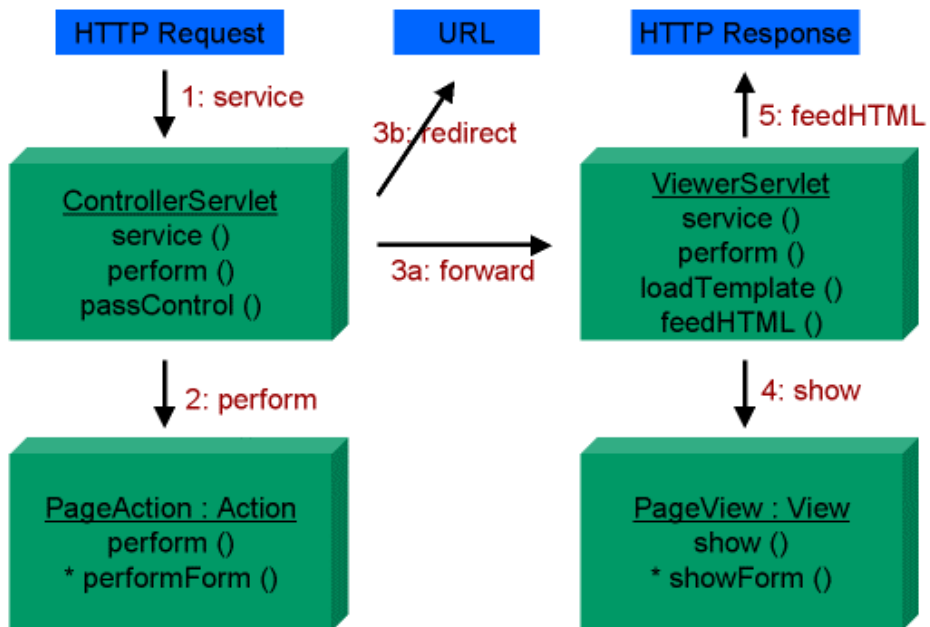 HTTP Request
URL
HTTP Response
1: service
3b: redirect
5: feedHTML
ControllerServlet
service ()
perform ()
passControl ()
3a: forward
ViewerServlet
service ()
perform ()
loadTemplate ()
feedHTML ()
2: perform
4: show
PageAction : Action
perform ()
* performForm ()
PageView : View
show ()
* showForm ()